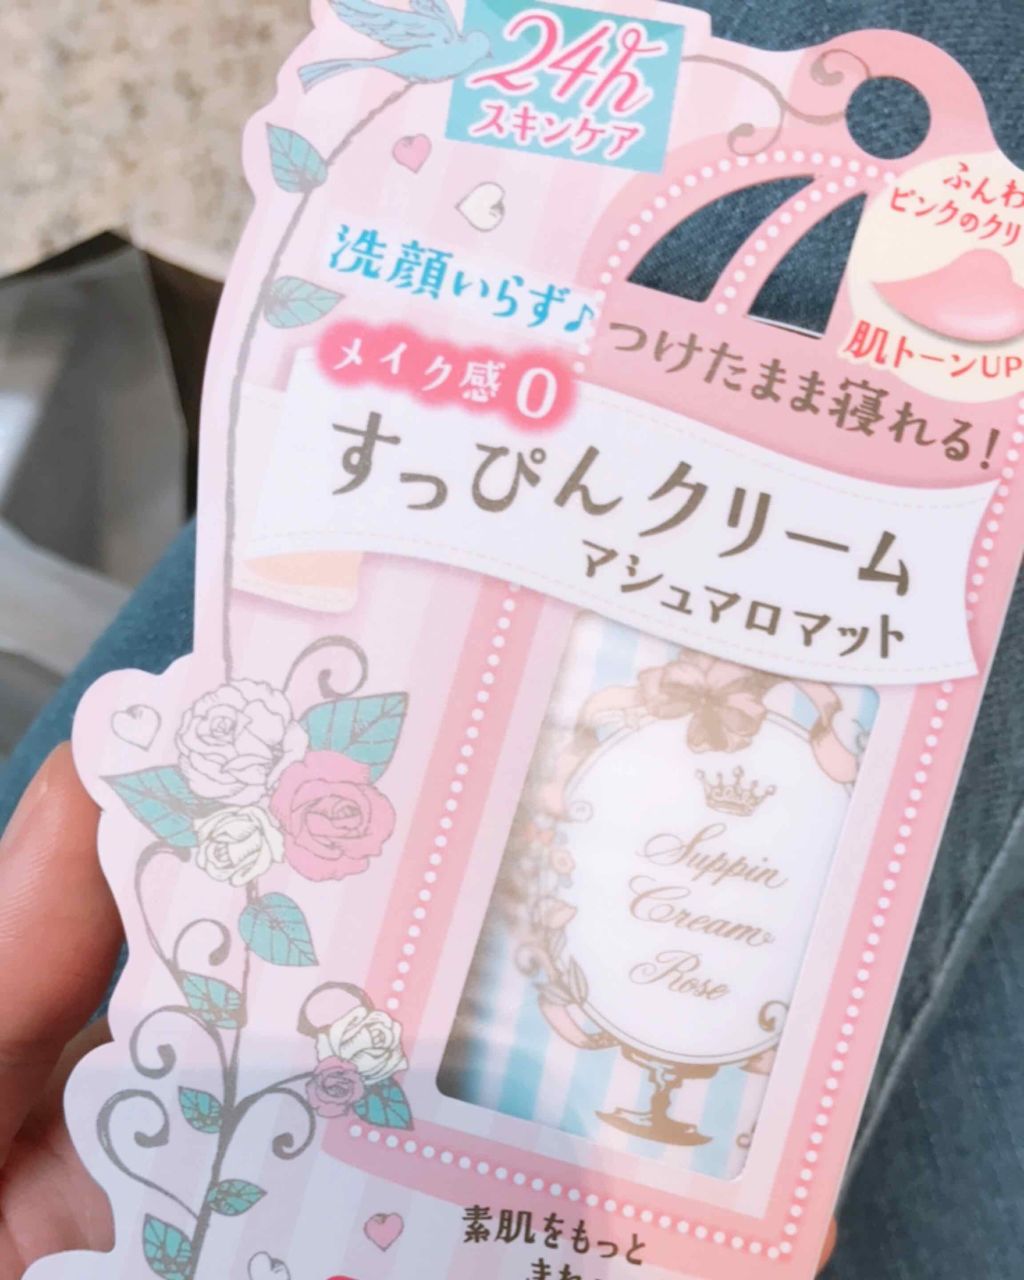 24h
スキンケア
ふんわ
ピンクのクリ
肌トーンUP
洗顔いらず♪
つけたまま寝れる!
メイク感0
すっぴんクリーム
マシュマロマット
Suppin
Cream
Rose
素肌をもっと